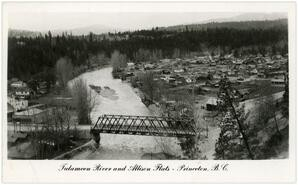 Tulameen River and Allison Flats - Princeton, B.C.